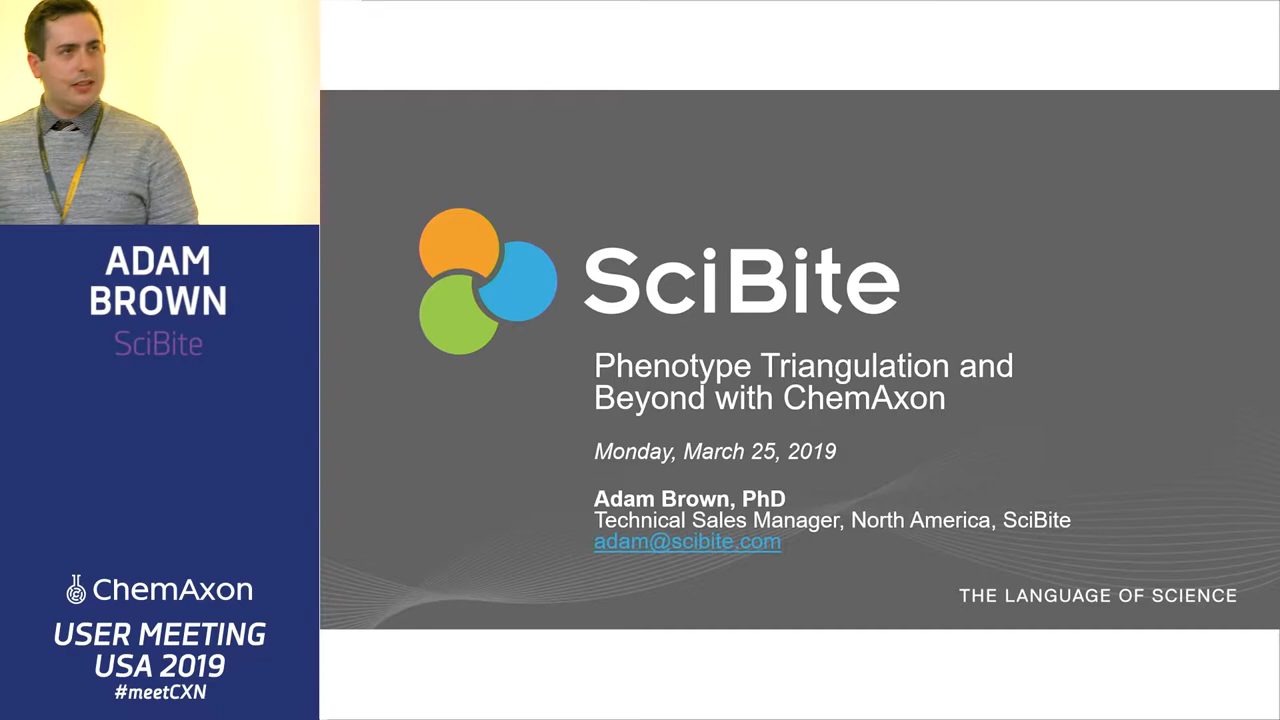 ADAM
BROWN
SciBite
ChemAxon
USER MEETING
USA 2019
#meetCXN
SciBite
Phenotype Triangulation and
Beyond with ChemAxon
Monday, March 25, 2019
Adam Brown, PhD
Technical Sales Manager, North America, SciBite
adam@scibite.com
THE LANGUAGE OF SCIENCE